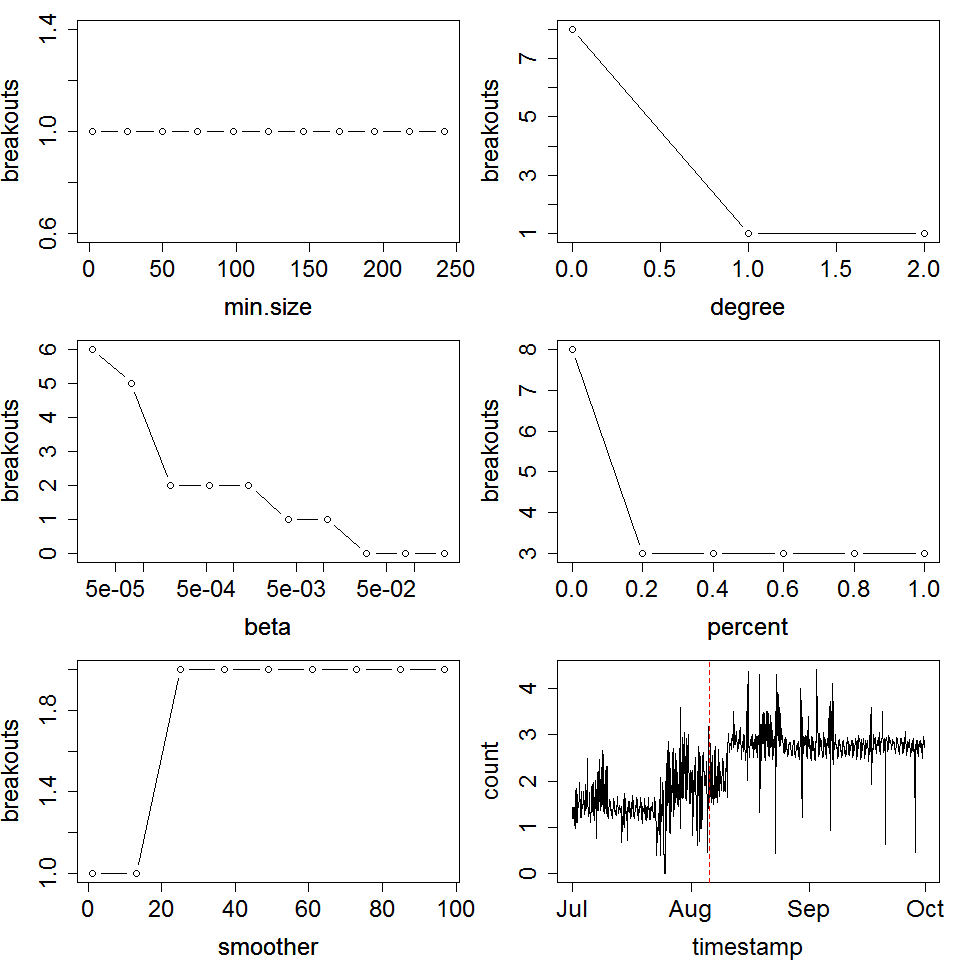 breakouts
0.6 1.0 1.4
0 50 100 150 200 250
min.size
breakouts
1 3 5 7
0.0 0.5 1.0 1.5 2.0
degree
breakouts
0 1 2 3 4 5 6
5e-05 5e-04 5e-03 5e-02
beta
breakouts
3 4 5 6 7 8
0.0 0.2 0.4 0.6 0.8 1.0
percent
breakouts
1.0 1.4 1.8
0 20 40 60 80 100
smoother
count
0 1 2 3 4
Jul Aug Sep Oct
timestamp